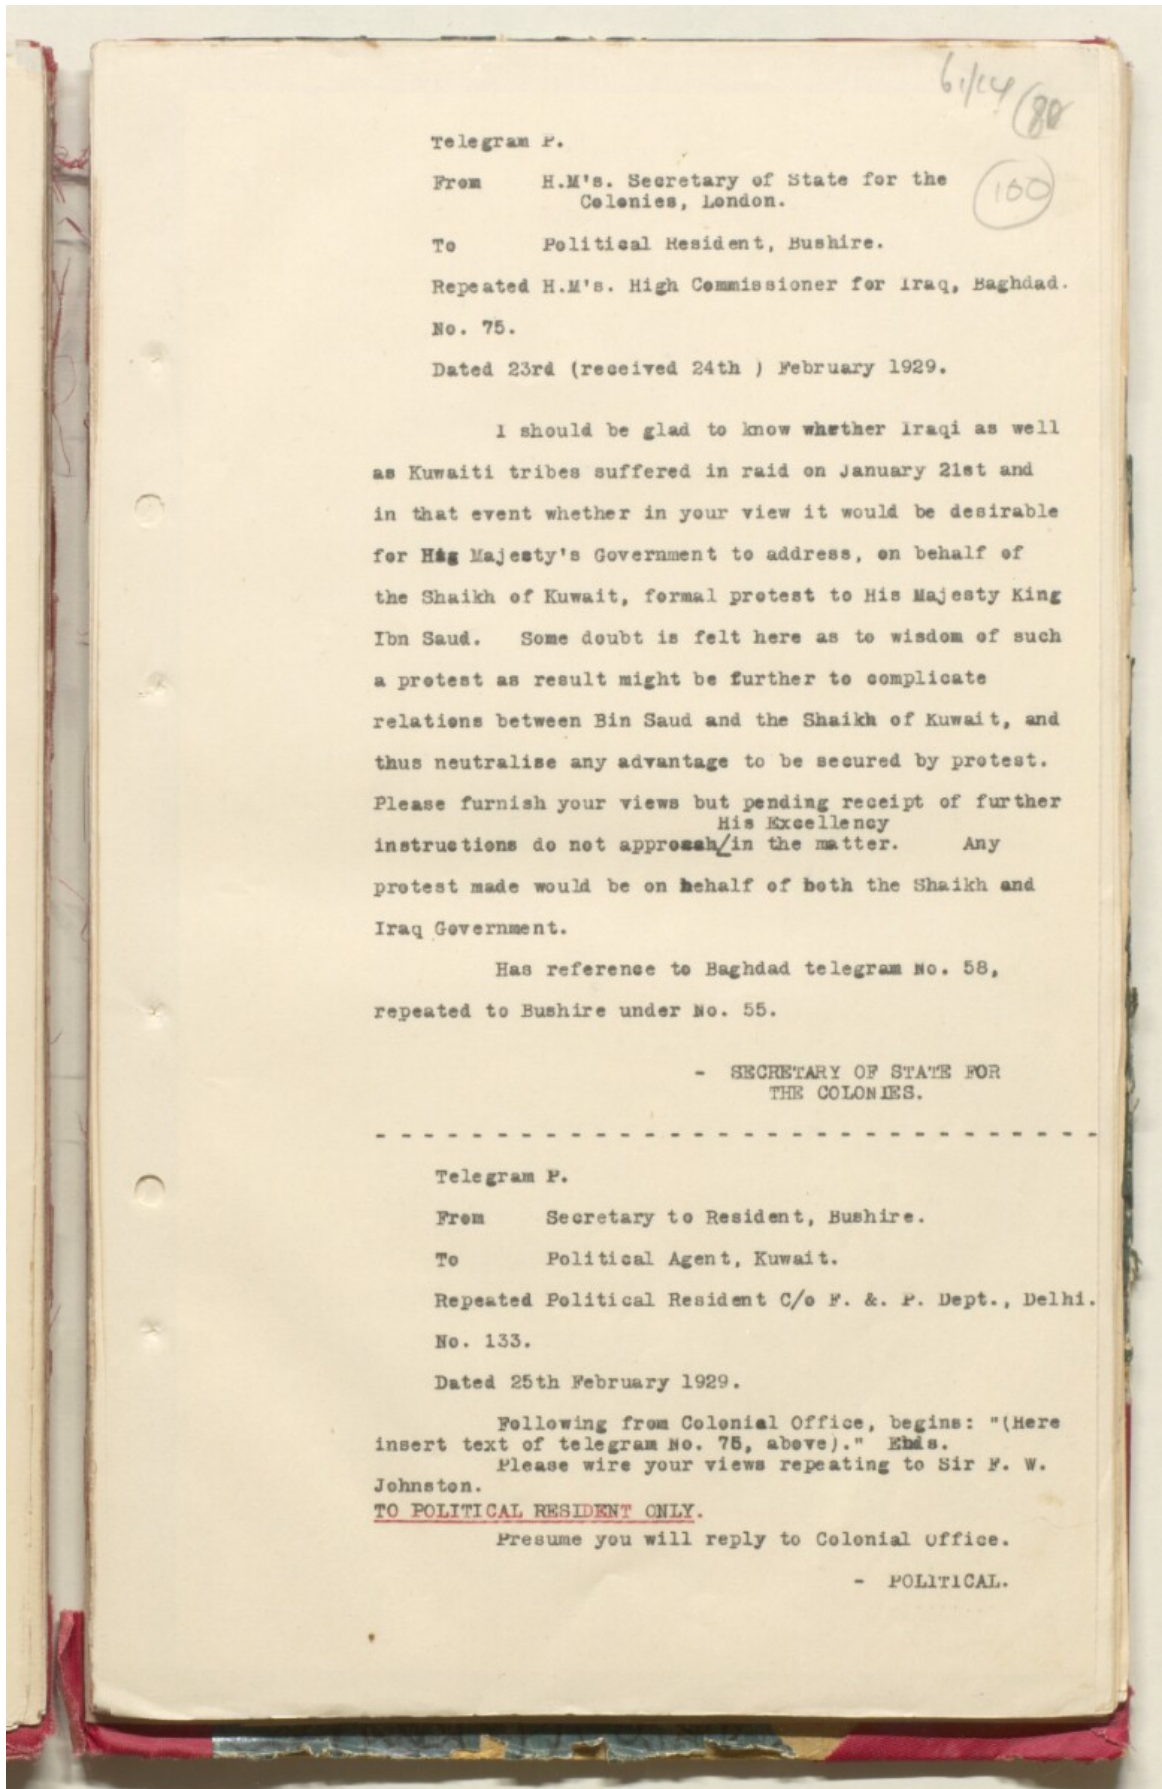 61/14 (80
100
Telegram P.
From H.M's. Secretary of State for the
Colonies, London.
To Political Resident, Bushire.
Repeated H.M's. High Commissioner for Iraq, Baghdad.
No. 75.
Dated 23rd (received 24th ) February 1929.
I should be glad to know whether Iraqi as well
as Kuwaiti tribes suffered in raid on January 21st and
in that event whether in your view it would be desirable
for His Majesty's Government to address, on behalf of
the Shaikh of Kuwait, formal protest to His Majesty King
Ibn Saud. Some doubt is felt here as to wisdom of such
a protest as result might be further to complicate
relations between Bin Saud and the Shaikh of Kuwait, and
thus neutralise any advantage to be secured by protest.
Please furnish your views but pending receipt of further
His Excellency
instructions do not approach/in the matter. Any
protest made would be on behalf of both the Shaikh and
Iraq Government.
Has reference to Baghdad telegram No. 58,
repeated to Bushire under No. 55.
- SECRETARY OF STATE FOR
THE COLONIES.
- - - - - - - - - - - - - - - - - - - - - - - - - - - - - -
Telegram P.
From Secretary to Resident, Bushire.
To Political Agent, Kuwait.
Repeated Political Resident C/o F. &. P. Dept., Delhi.
No. 133.
Dated 25th February 1929.
Following from Colonial Office, begins: "(Here
insert text of telegram No. 75, above)." Ends.
Please wire your views repeating to Sir F. W.
Johnston.
TO POLITICAL RESIDENT ONLY.
Presume you will reply to Colonial Office.
- POLITICAL.